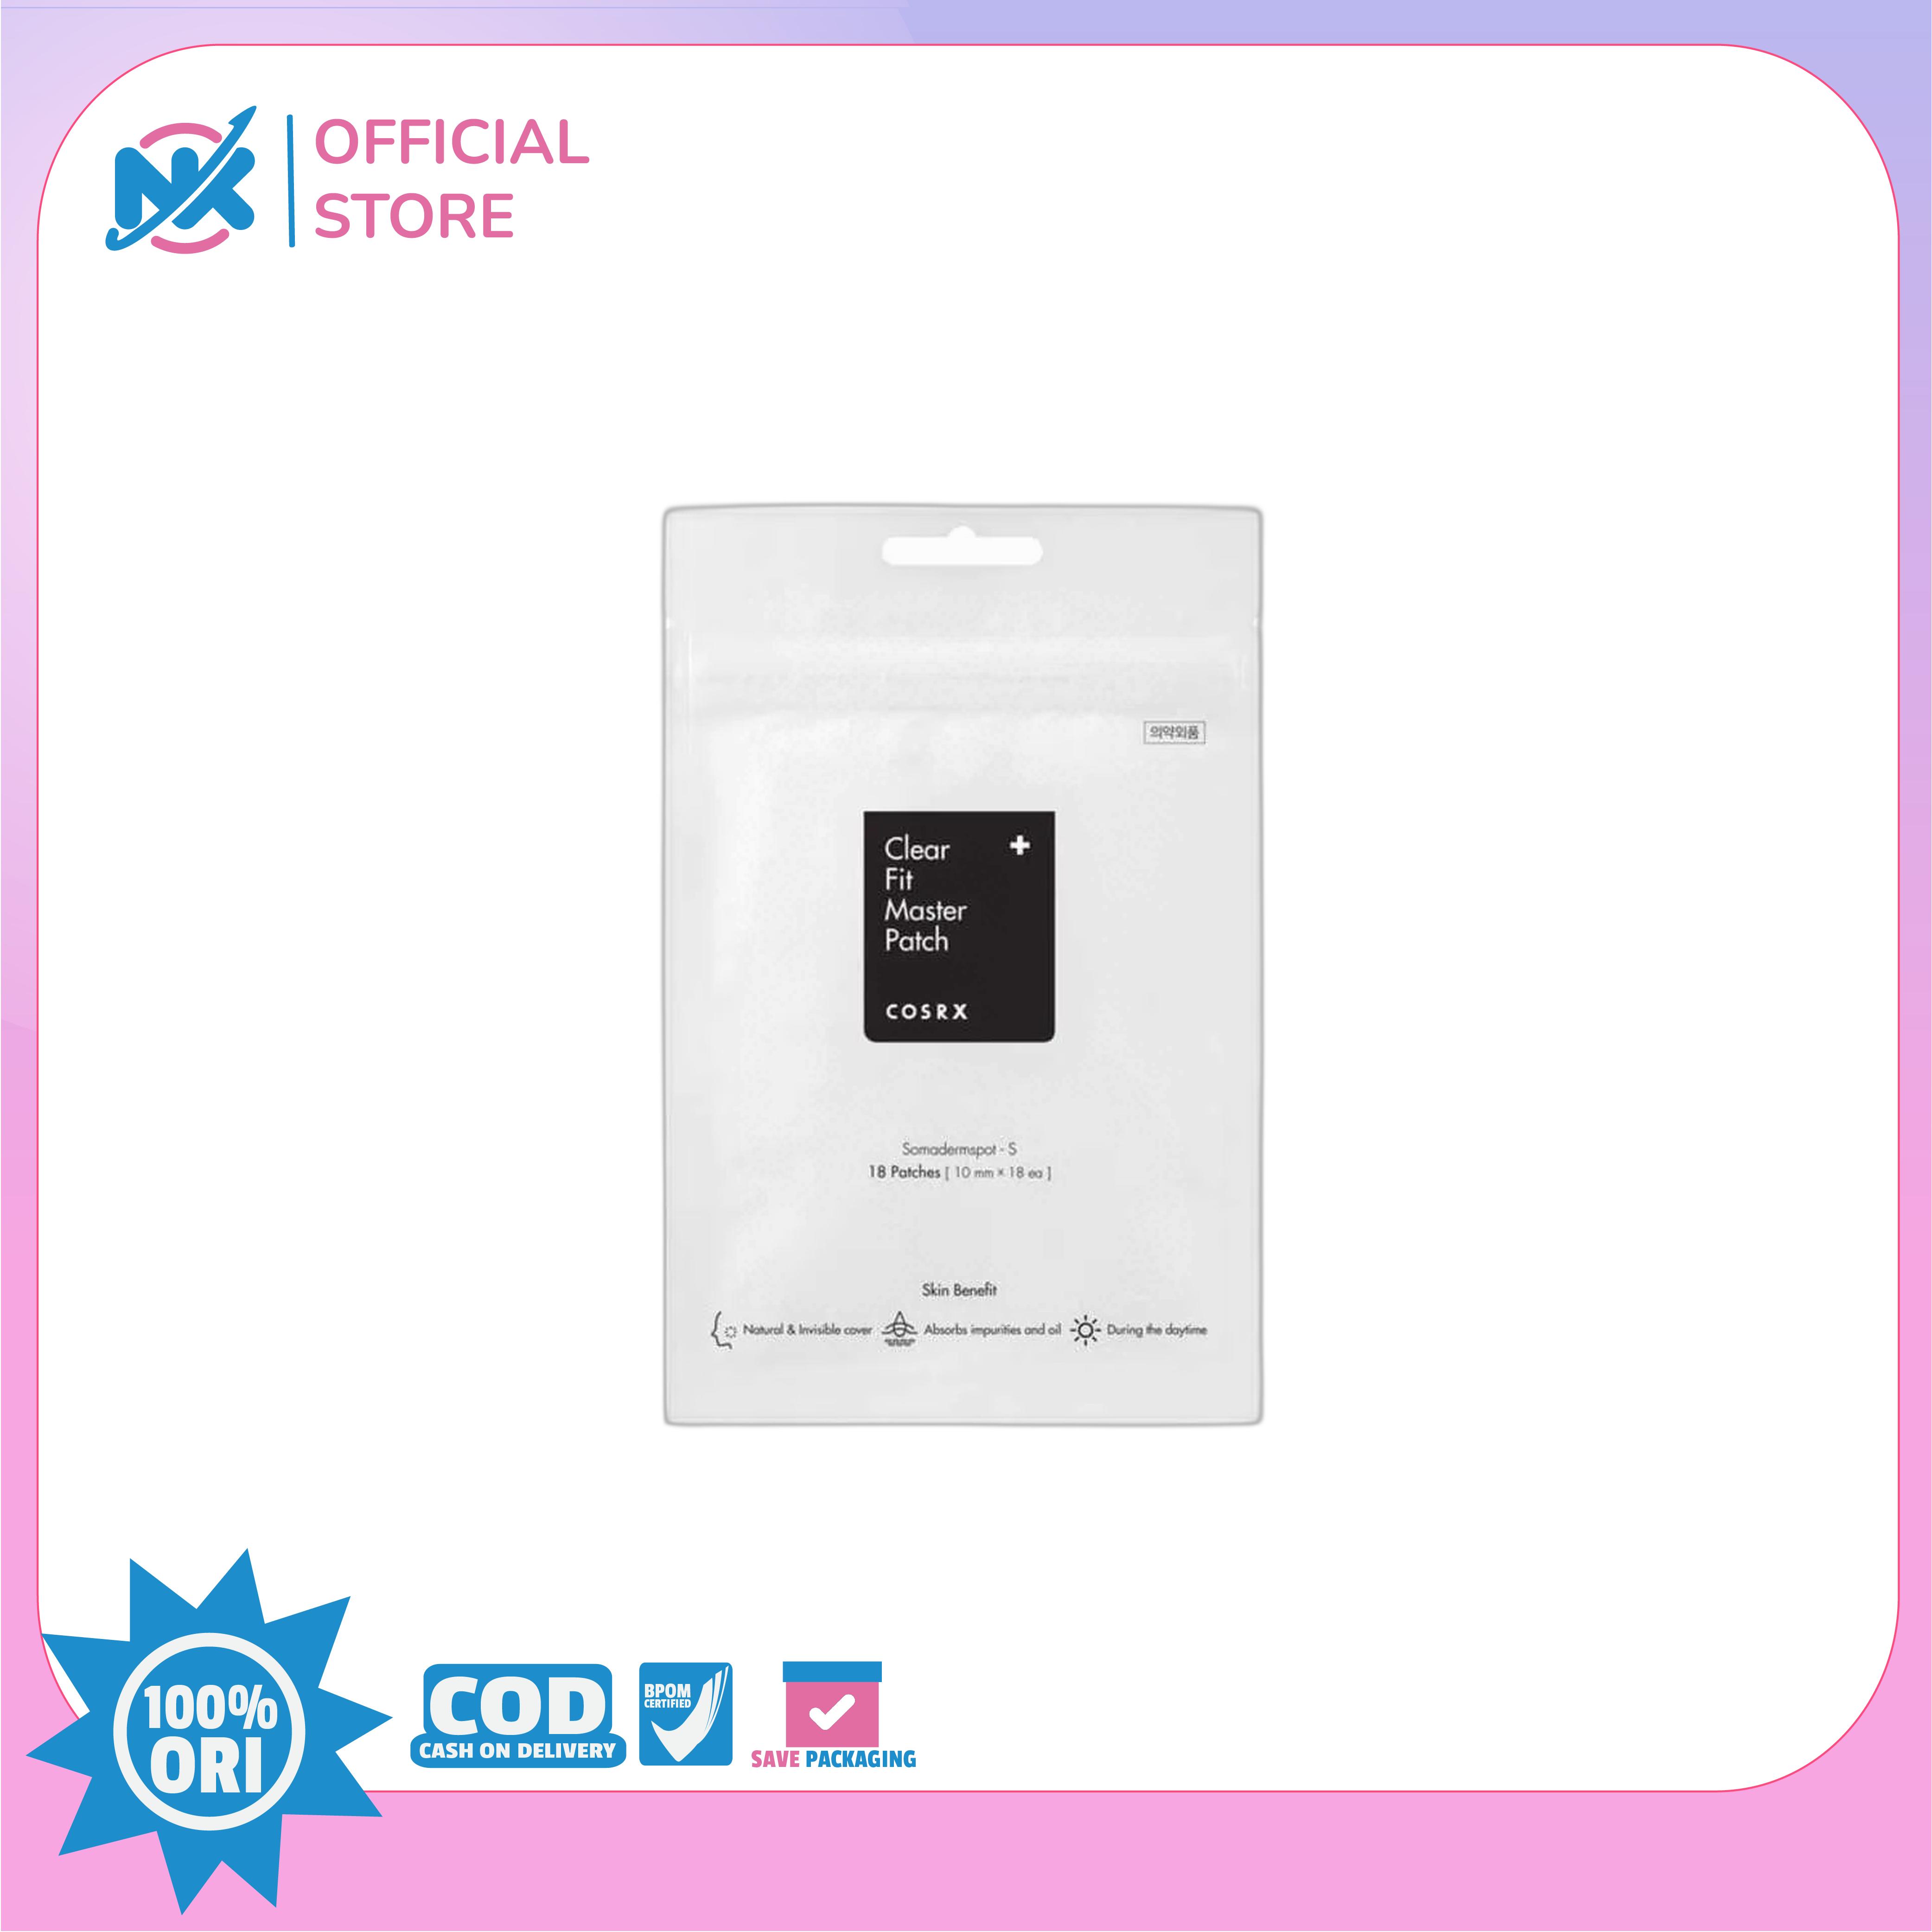 NX
OFFICIAL
STORE
의약외품
Clear
Fit
Master
Patch
COSRX
Somadermspot - S
18 Patches [ 10 mm × 18 ea ]
Skin Benefit
Natural & Invisible cover Absorbs impurities and oil During the daytime
100%
ORI
COD
CASH ON DELIVERY
BPOM
CERTIFIED
SAVE PACKAGING